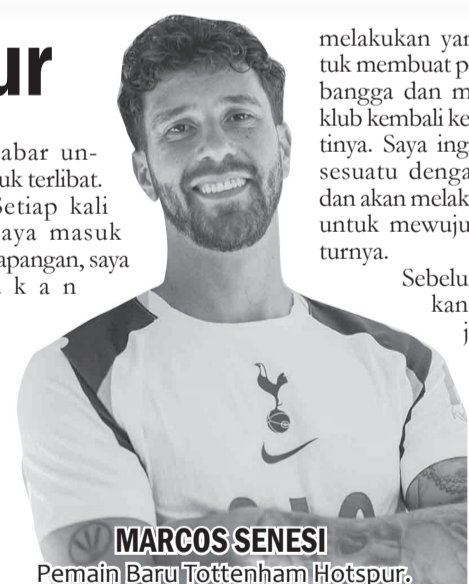 ur
abar un-
uk terlibat.
Setiap kali
saya masuk
apangan, saya
a k a n
melakukan yan
tuk membuat p
bangga dan m
klub kembali ke
tinya. Saya ing
sesuatu denga
dan akan melak
untuk mewuju
turnya.
Sebelu
kan
j
MARCOS SENESI
Pemain Baru Tottenham Hotspur.